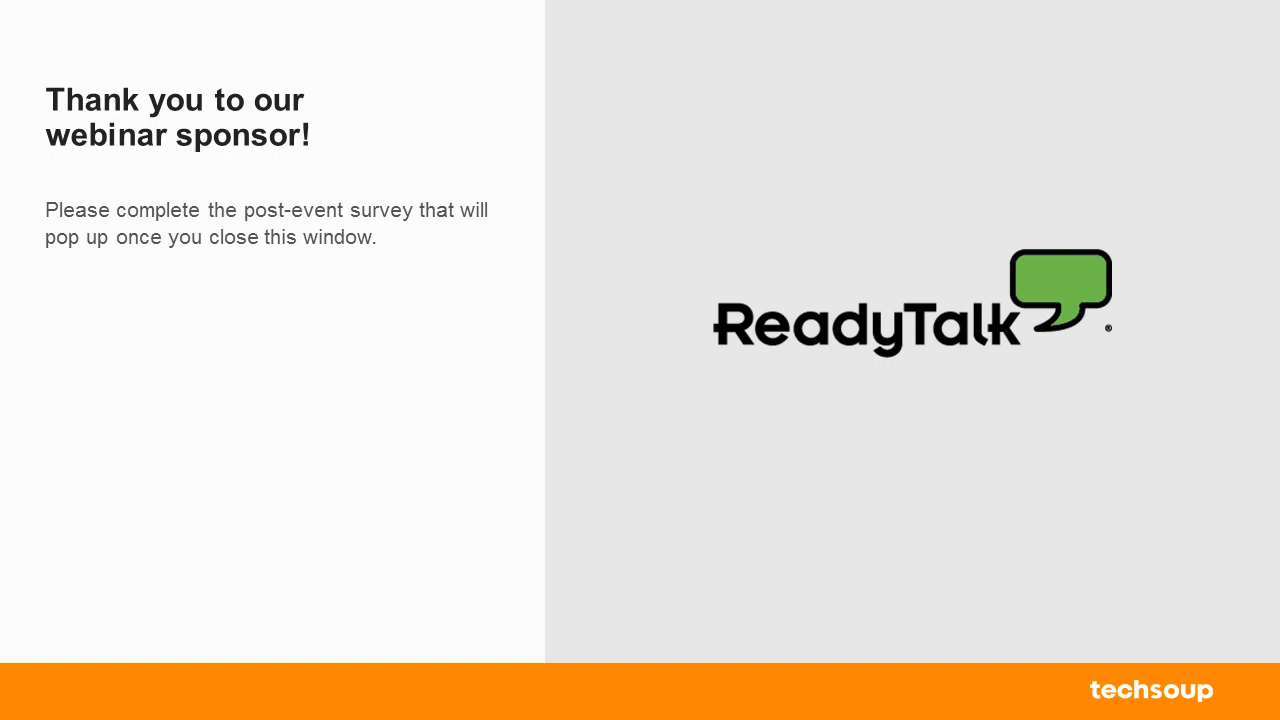 Thank you to our
webinar sponsor!
Please complete the post-event survey that will
pop up once you close this window.
ReadyTalk®
techsoup